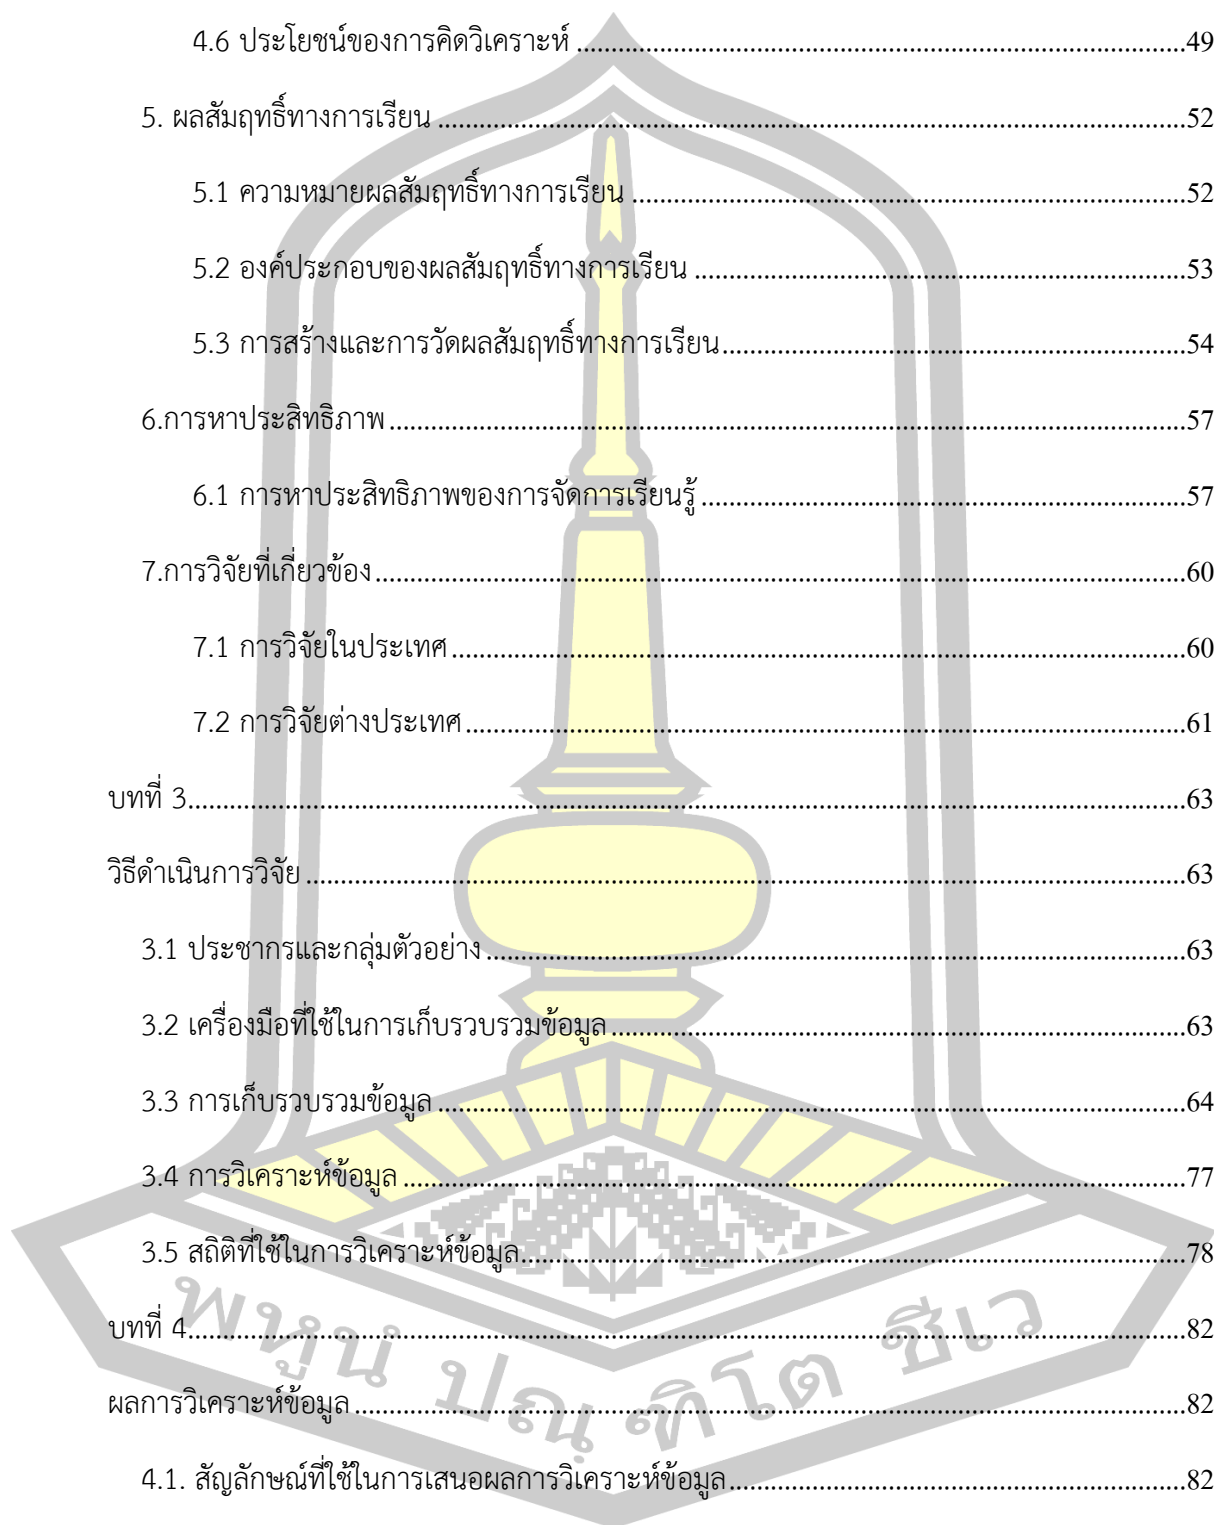 4.6 ประโยชน์ของการคิดวิเคราะห์ ........................................ 49
5. ผลสัมฤทธิ์ทางการเรียน ........................................ 52
5.1 ความหมายผลสัมฤทธิ์ทางการเรียน ........................................ 52
5.2 องค์ประกอบของผลสัมฤทธิ์ทางการเรียน ........................................ 53
5.3 การสร้างและการวัดผลสัมฤทธิ์ทางการเรียน ........................................ 54
6.การหาประสิทธิภาพ ........................................ 57
6.1 การหาประสิทธิภาพของการจัดการเรียนรู้ ........................................ 57
7.การวิจัยที่เกี่ยวข้อง ........................................ 60
7.1 การวิจัยในประเทศ ........................................ 60
7.2 การวิจัยต่างประเทศ ........................................ 61
บทที่ 3 ........................................ 63
วิธีดำเนินการวิจัย ........................................ 63
3.1 ประชากรและกลุ่มตัวอย่าง ........................................ 63
3.2 เครื่องมือที่ใช้ในการเก็บรวบรวมข้อมูล ........................................ 63
3.3 การเก็บรวบรวมข้อมูล ........................................ 64
3.4 การวิเคราะห์ข้อมูล ........................................ 77
3.5 สถิติที่ใช้ในการวิเคราะห์ข้อมูล ........................................ 78
บทที่ 4 ........................................ 82
ผลการวิเคราะห์ข้อมูล ........................................ 82
4.1. สัญลักษณ์ที่ใช้ในการเสนอผลการวิเคราะห์ข้อมูล ........................................ 82
พหูนํ ปณฺฑิโต ชีเว